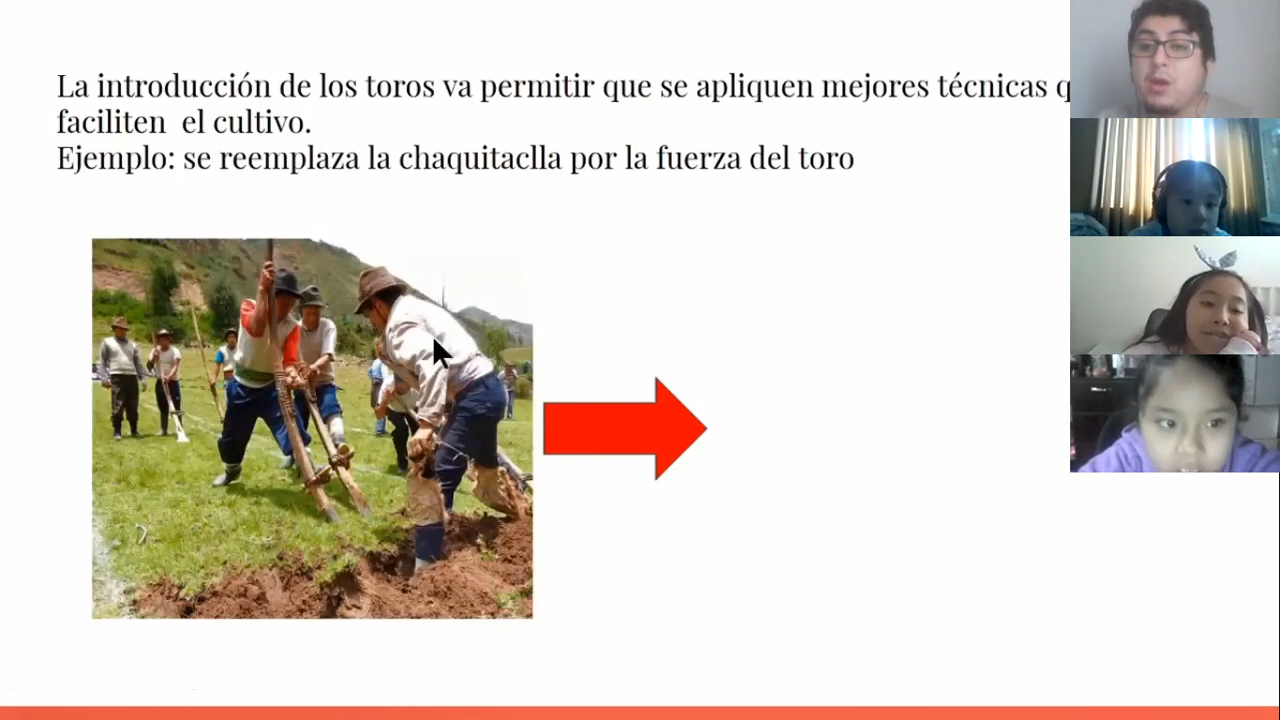 La introducción de los toros va permitir que se apliquen mejores técnicas
faciliten el cultivo.
Ejemplo: se reemplaza la chaquitaclla por la fuerza del toro